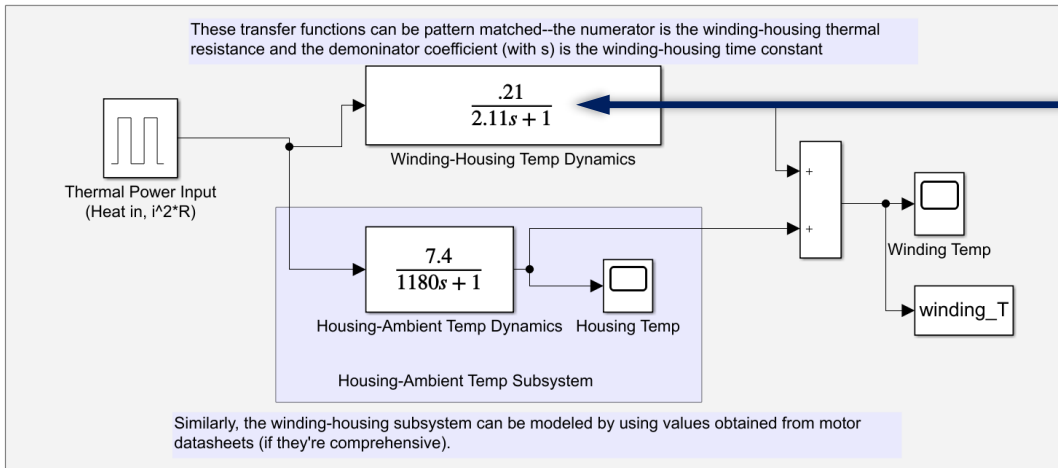 These transfer functions can be pattern matched--the numerator is the winding-housing thermal
resistance and the demoninator coefficient (with s) is the winding-housing time constant
.21
2.11s + 1
Winding-Housing Temp Dynamics
Thermal Power Input
(Heat in, i^2*R)
+
+
Winding Temp
7.4
1180s + 1
Housing-Ambient Temp Dynamics
Housing Temp
winding_T
Housing-Ambient Temp Subsystem
Similarly, the winding-housing subsystem can be modeled by using values obtained from motor
datasheets (if they're comprehensive).